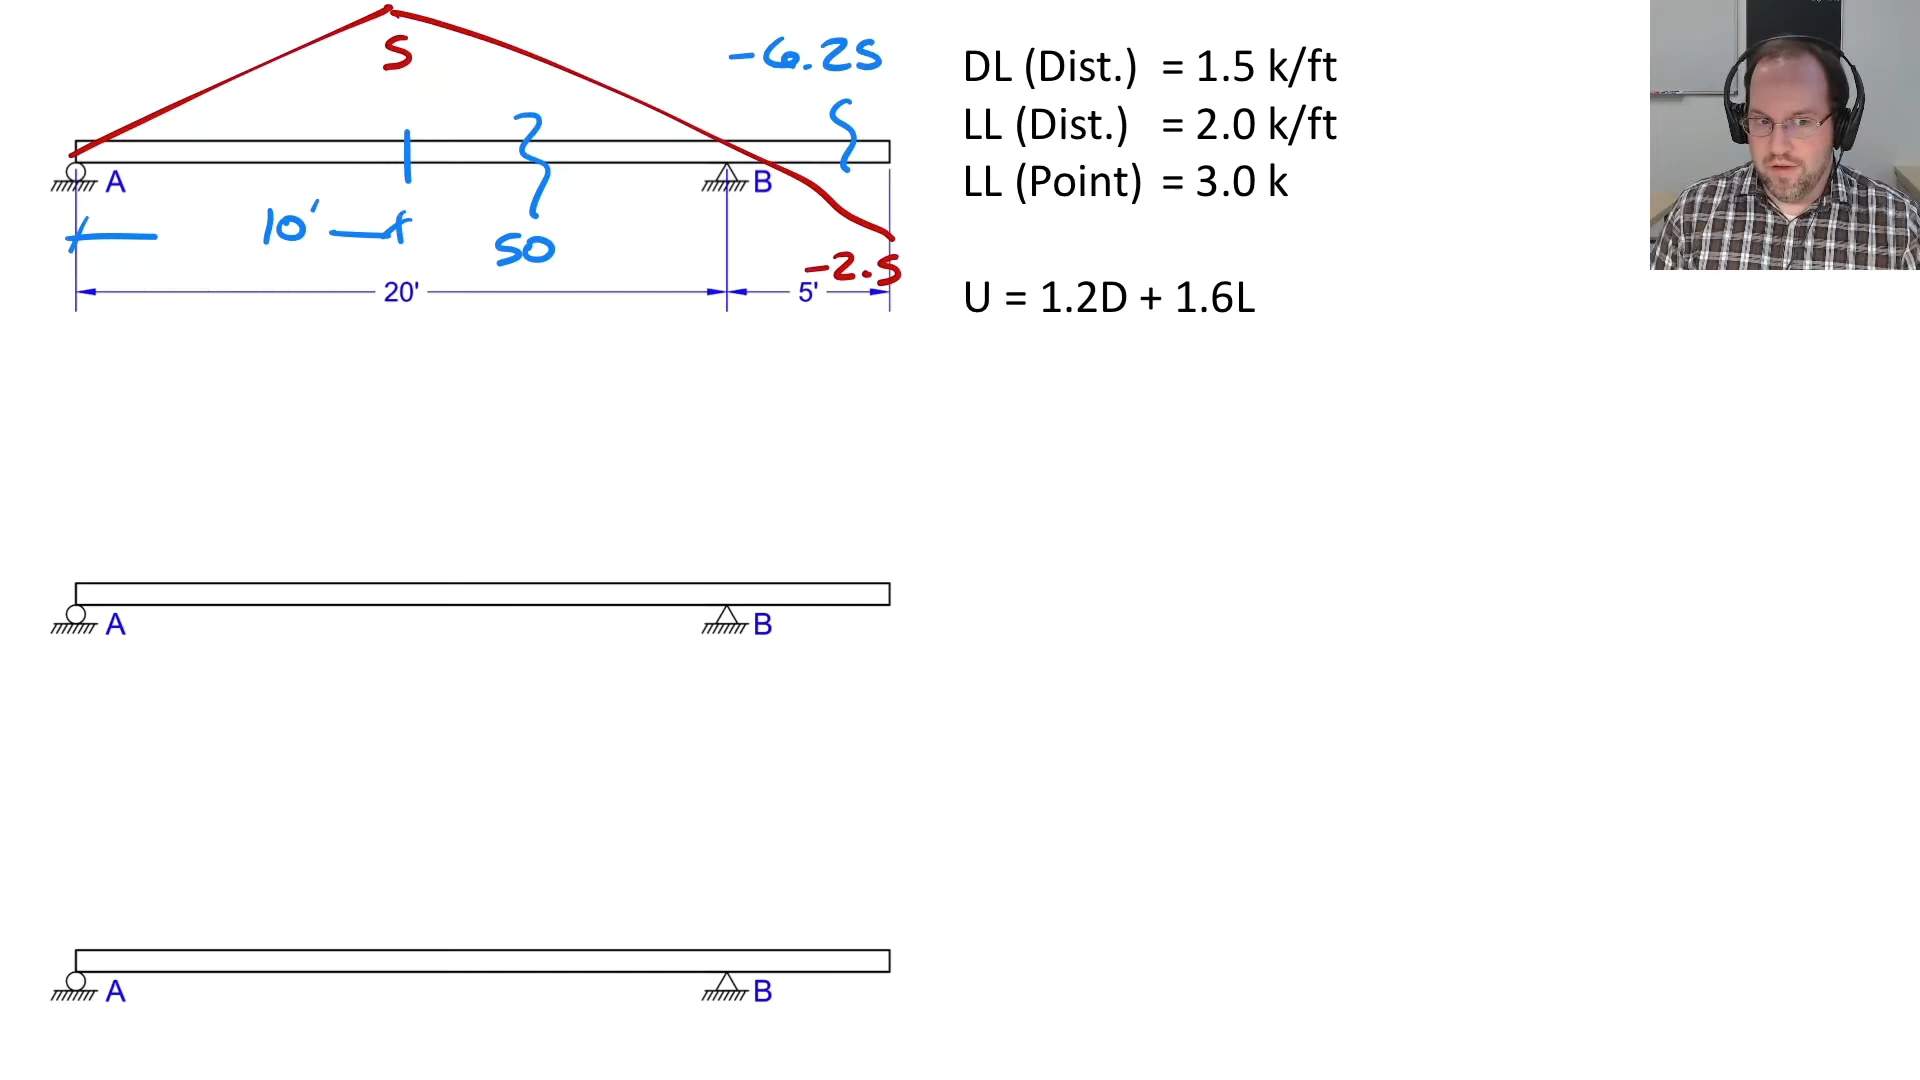 5
-6.25
DL (Dist.) = 1.5 k/ft
LL (Dist.) = 2.0 k/ft
LL (Point) = 3.0 k
A
B
10'
50
-2.5
20'
5'
U = 1.2D + 1.6L
A
B
A
B